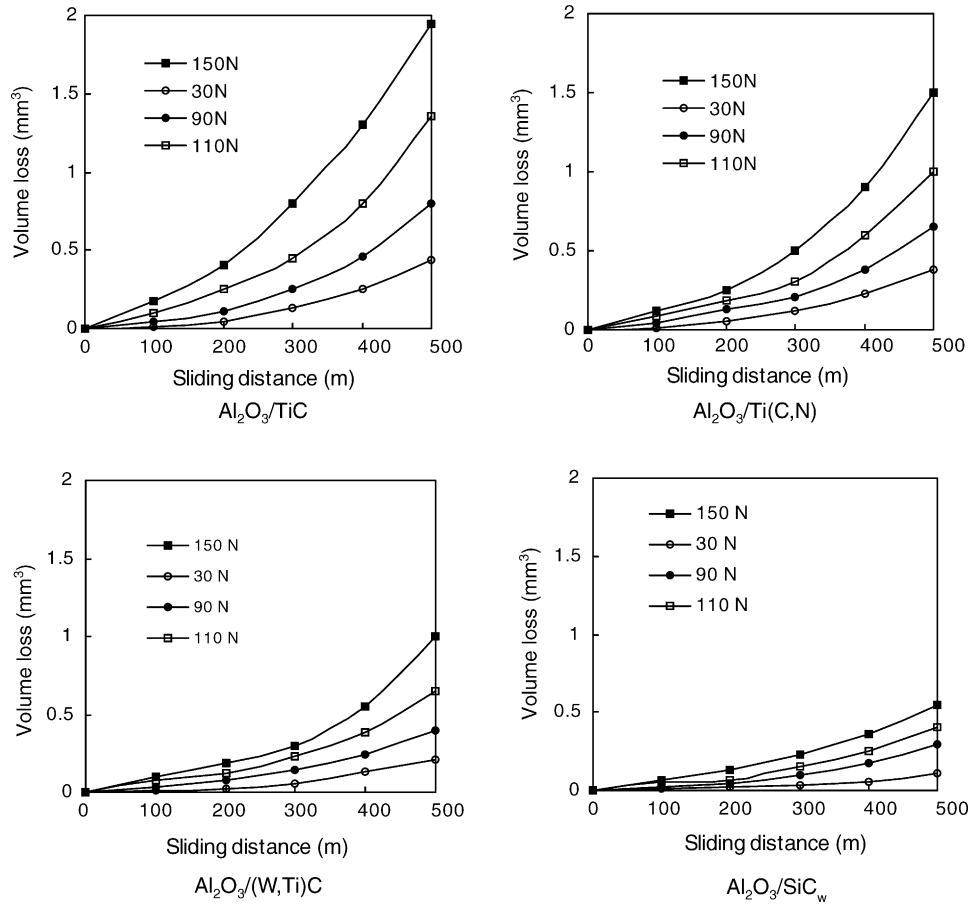 2
1.5
1
0.5
0
Volume loss (mm³)
150N
30N
90N
110N
0 100 200 300 400 500
Sliding distance (m)
Al₂O₃/TiC
2
1.5
1
0.5
0
Volume loss (mm³)
150N
30N
90N
110N
0 100 200 300 400 500
Sliding distance (m)
Al₂O₃/Ti(C,N)
2
1.5
1
0.5
0
Volume loss (mm³)
150 N
30 N
90 N
110 N
0 100 200 300 400 500
Sliding distance (m)
Al₂O₃/(W,Ti)C
2
1.5
1
0.5
0
Volume loss (mm³)
150 N
30 N
90 N
110 N
0 100 200 300 400 500
Sliding distance (m)
Al₂O₃/SiC_w